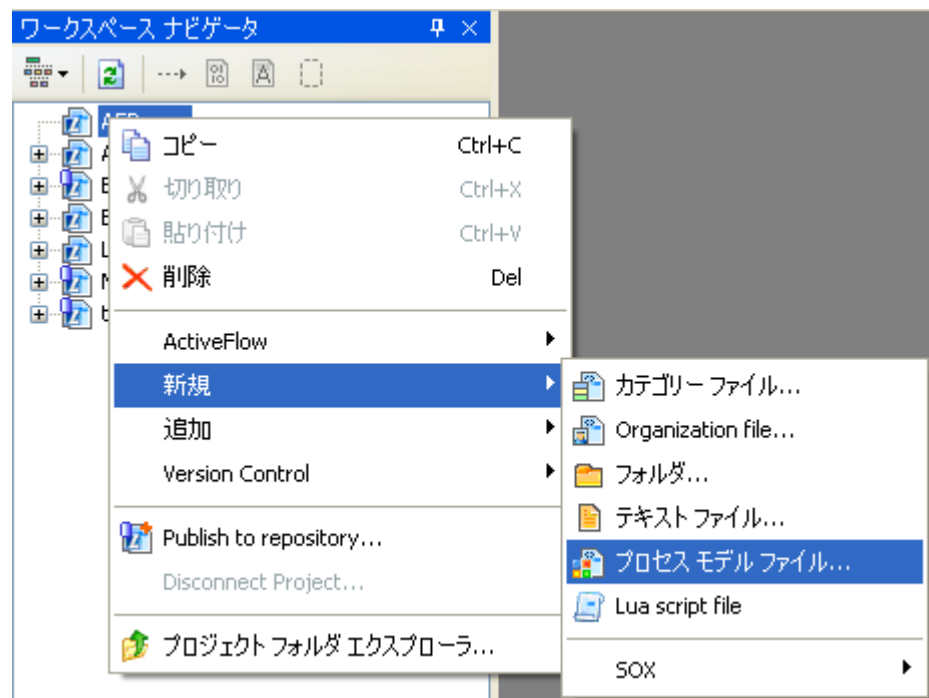 ワークスペース ナビゲータ
コピー Ctrl+C
切り取り Ctrl+X
貼り付け Ctrl+V
削除 Del
ActiveFlow
新規
追加
Version Control
Publish to repository...
Disconnect Project...
プロジェクト フォルダ エクスプローラ...
カテゴリー ファイル...
Organization file...
フォルダ...
テキスト ファイル...
プロセス モデル ファイル...
Lua script file
SOX